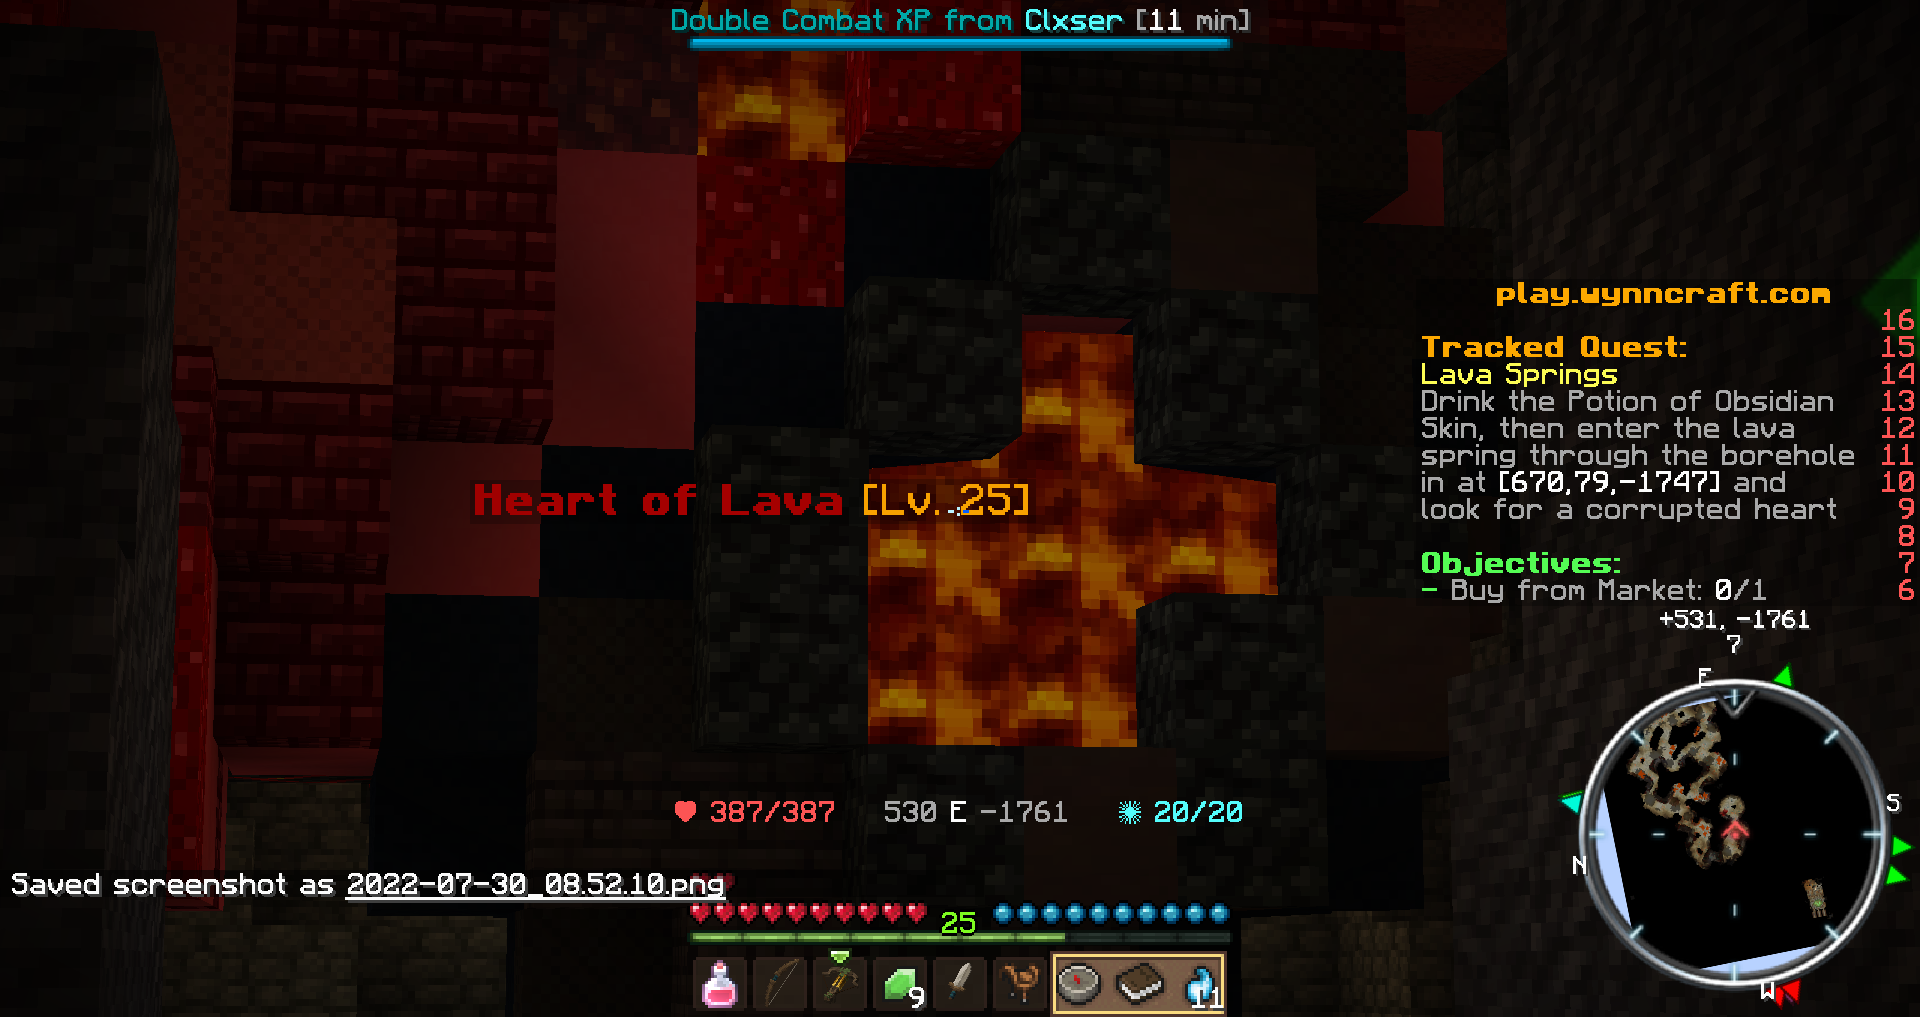 Double Combat XP from Clxser [11 min]
play.wynncraft.com
16
Tracked Quest: 15
Lava Springs 14
Drink the Potion of Obsidian 13
Skin, then enter the lava 12
spring through the borehole 11
in at [670,79,-1747] and 10
look for a corrupted heart 9
8
Objectives: 7
- Buy from Market: 0/1 6
Heart of Lava [Lv. 25]
+531, -1761
7
E
S
N
W
387/387 530 E -1761 20/20
Saved screenshot as 2022-07-30_08.52.10.png
25
9
11